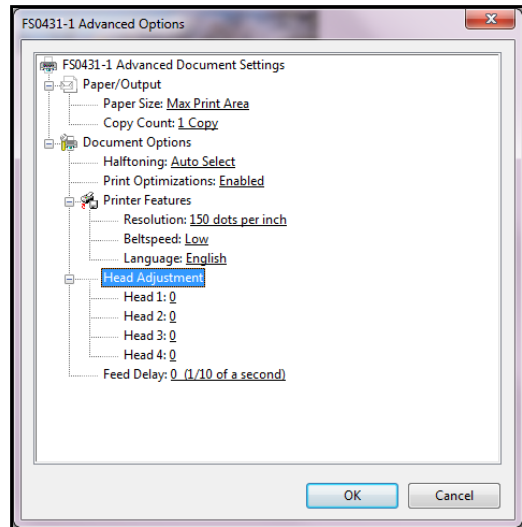 FS0431-1 Advanced Options
FS0431-1 Advanced Document Settings
Paper/Output
Paper Size: Max Print Area
Copy Count: 1 Copy
Document Options
Halftoning: Auto Select
Print Optimizations: Enabled
Printer Features
Resolution: 150 dots per inch
Beltspeed: Low
Language: English
Head Adjustment
Head 1: 0
Head 2: 0
Head 3: 0
Head 4: 0
Feed Delay: 0 (1/10 of a second)
OK Cancel